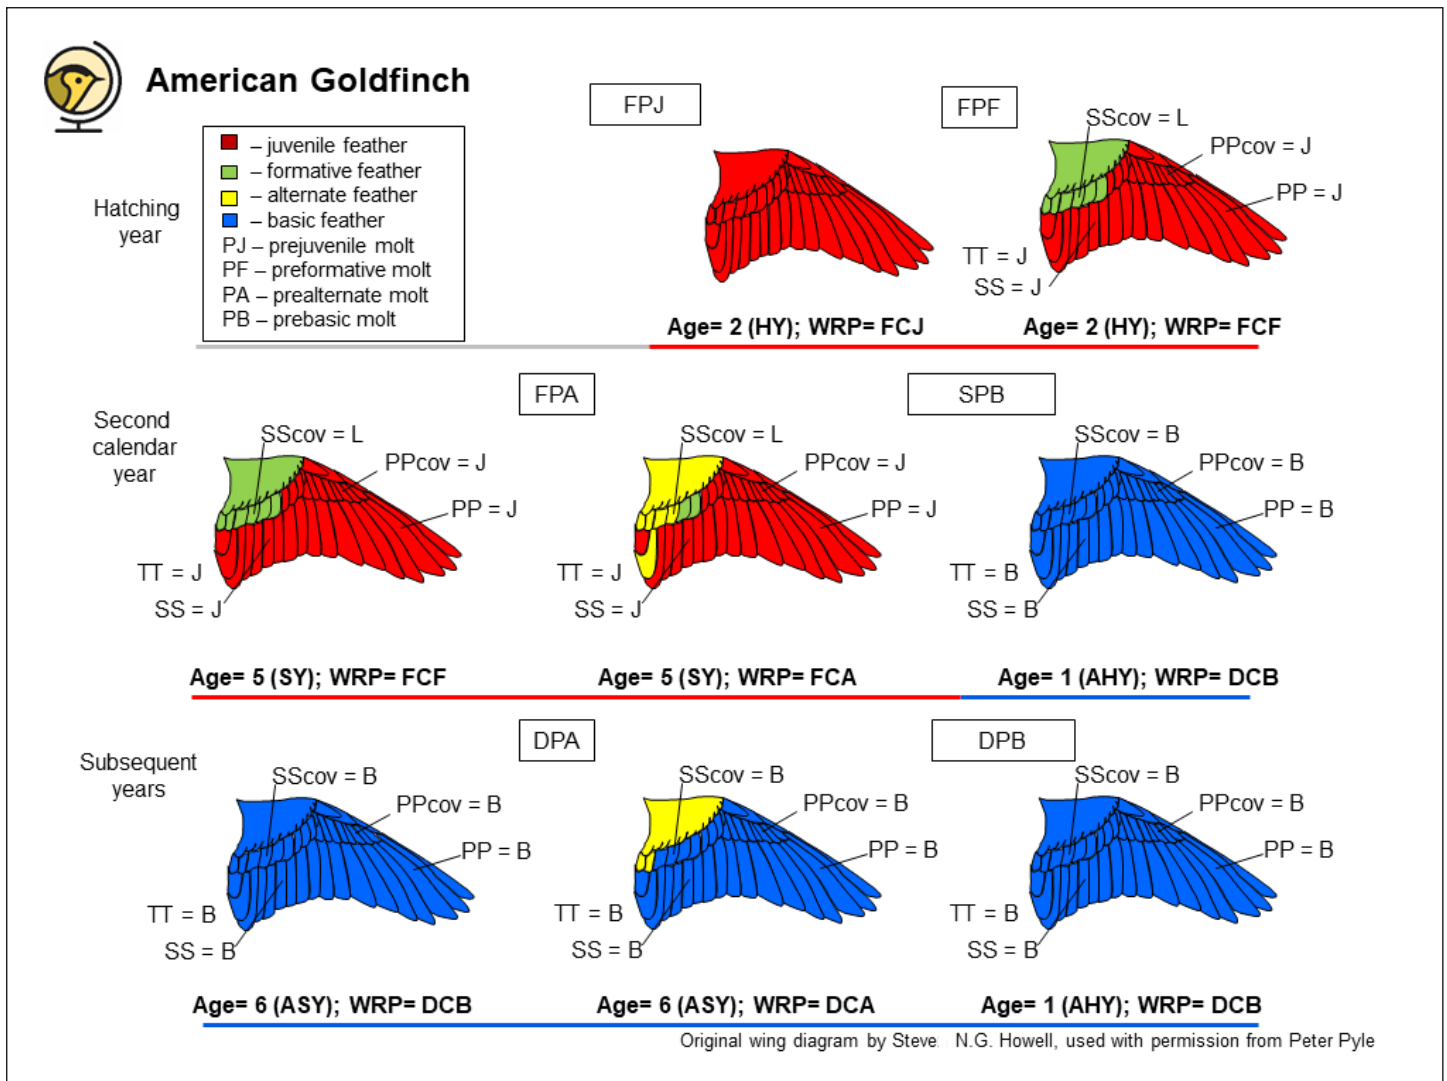 American Goldfinch
FPJ
FPF
– juvenile feather
– formative feather
– alternate feather
– basic feather
PJ – prejuvenile molt
PF – preformative molt
PA – prealternate molt
PB – prebasic molt
Hatching
year
SScov = L
PPcov = J
PP = J
TT = J
SS = J
Age= 2 (HY); WRP= FCJ
Age= 2 (HY); WRP= FCF
FPA
SPB
Second
calendar
year
SScov = L
PPcov = J
PP = J
TT = J
SS = J
SScov = L
PPcov = J
PP = J
TT = J
SS = J
SScov = B
PPcov = B
PP = B
TT = B
SS = B
Age= 5 (SY); WRP= FCF
Age= 5 (SY); WRP= FCA
Age= 1 (AHY); WRP= DCB
DPA
DPB
Subsequent
years
SScov = B
PPcov = B
PP = B
TT = B
SS = B
SScov = B
PPcov = B
PP = B
TT = B
SS = B
SScov = B
PPcov = B
PP = B
TT = B
SS = B
Age= 6 (ASY); WRP= DCB
Age= 6 (ASY); WRP= DCA
Age= 1 (AHY); WRP= DCB
Original wing diagram by Steve N.G. Howell, used with permission from Peter Pyle